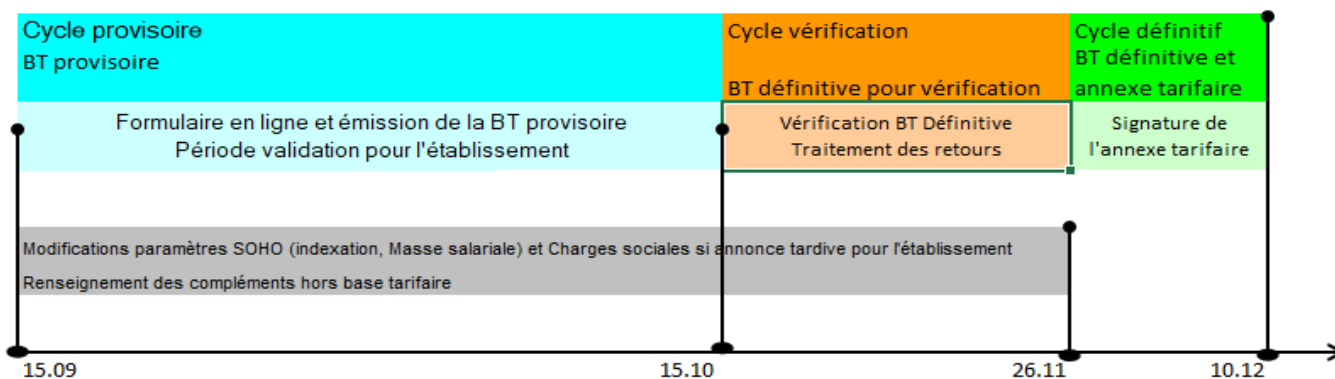 Cycle provisoire
BT provisoire
Cycle vérification
BT définitive pour vérification
Cycle définitif
BT définitive et
annexe tarifaire
Formulaire en ligne et émission de la BT provisoire
Période validation pour l'établissement
Vérification BT Définitive
Traitement des retours
Signature de
l'annexe tarifaire
Modifications paramètres SOHO (indexation, Masse salariale) et Charges sociales si annonce tardive pour l'établissement
Renseignement des compléments hors base tarifaire
15.09
15.10
26.11
10.12